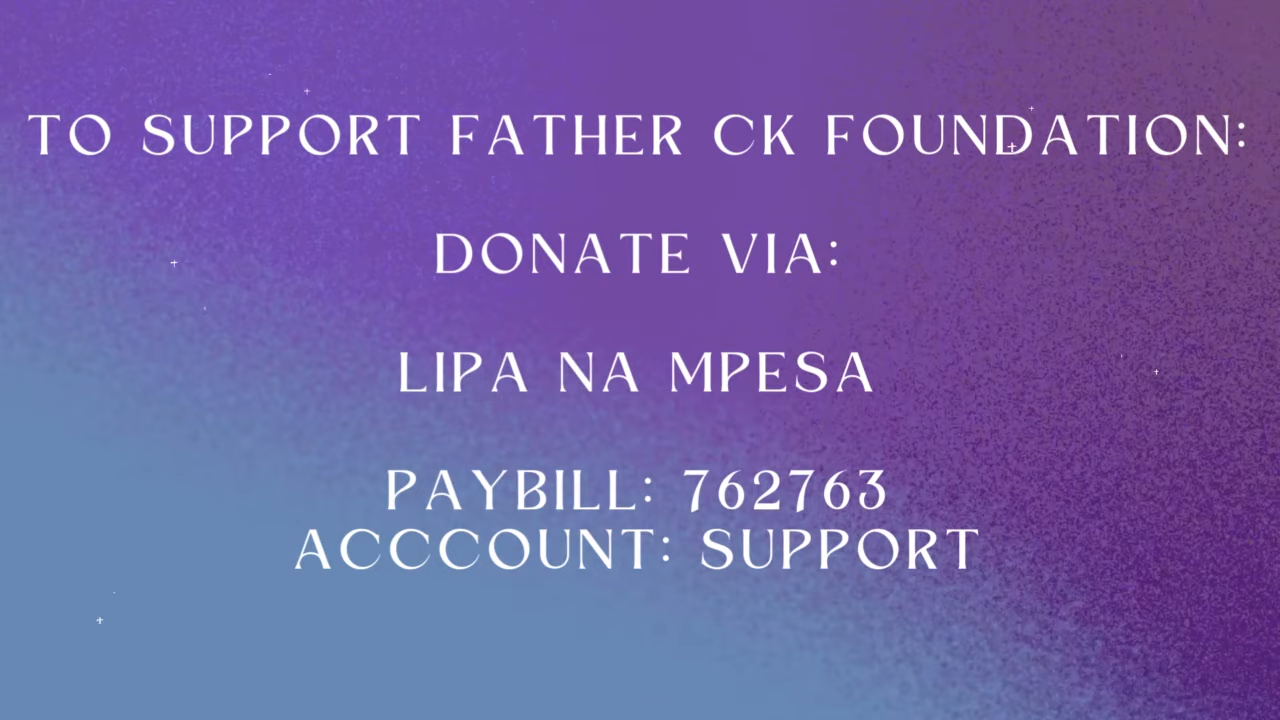 TO SUPPORT FATHER CK FOUNDATION:
DONATE VIA:
LIPA NA MPESA
PAYBILL: 762763
ACCCOUNT: SUPPORT